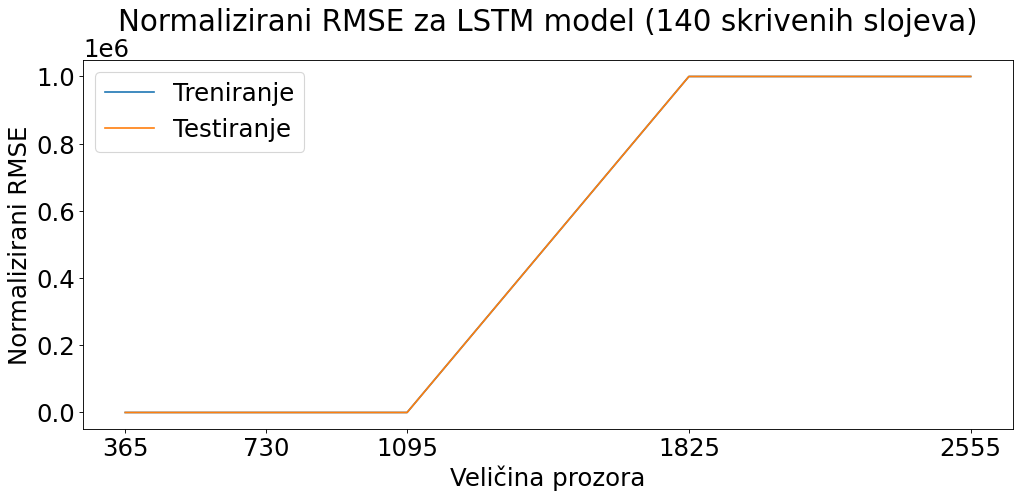 Normalizirani RMSE za LSTM model (140 skrivenih slojeva)
1e6
1.0
0.8
0.6
0.4
0.2
0.0
Normalizirani RMSE
Treniranje
Testiranje
365 730 1095 1825 2555
Veličina prozora